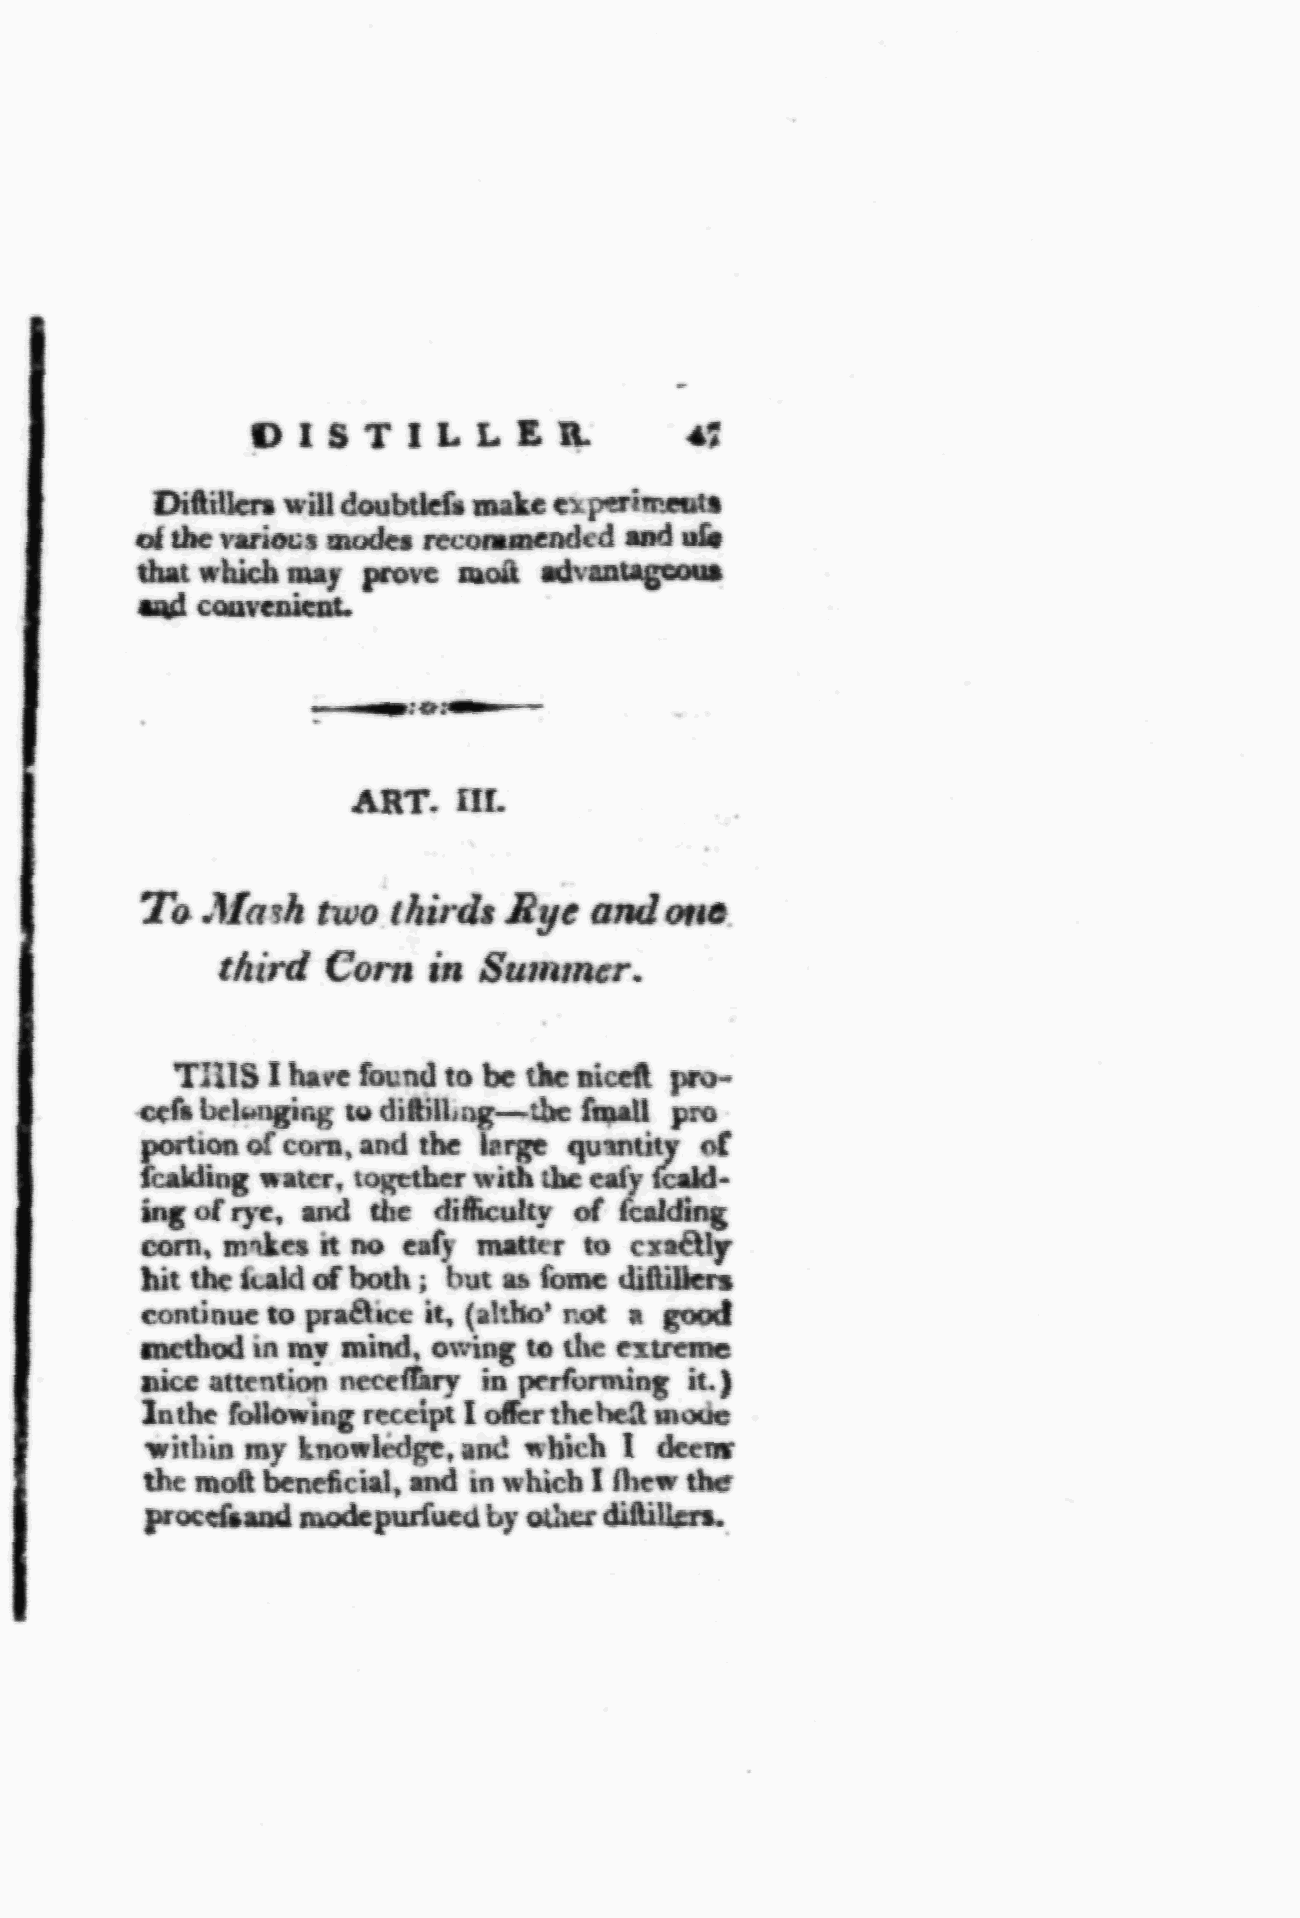 DISTILLER. 47
Diſtillers will doubtleſs make experiments
of the various modes recommended and uſe
that which may prove moſt advantageous
and convenient.
ART. III.
To Mash two thirds Rye and one
third Corn in Summer.
THIS I have found to be the niceſt pro-
ceſs belonging to diſtilling—the ſmall pro
portion of corn, and the large quantity of
ſcalding water, together with the eaſy ſcald-
ing of rye, and the difficulty of ſcalding
corn, makes it no eaſy matter to exactly
hit the ſcald of both; but as ſome diſtillers
continue to practice it, (altho' not a good
method in my mind, owing to the extreme
nice attention neceſſary in performing it.)
In the following receipt I offer the beſt mode
within my knowledge, and which I deem
the moſt beneficial, and in which I ſhew the
proceſs and mode purſued by other diſtillers.